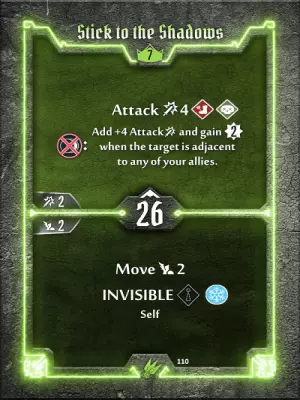 Stick to the Shadows
7
Attack 4
Add +4 Attack and gain 2
: when the target is adjacent
to any of your allies.
2
26
2
Move 2
INVISIBLE
Self
110